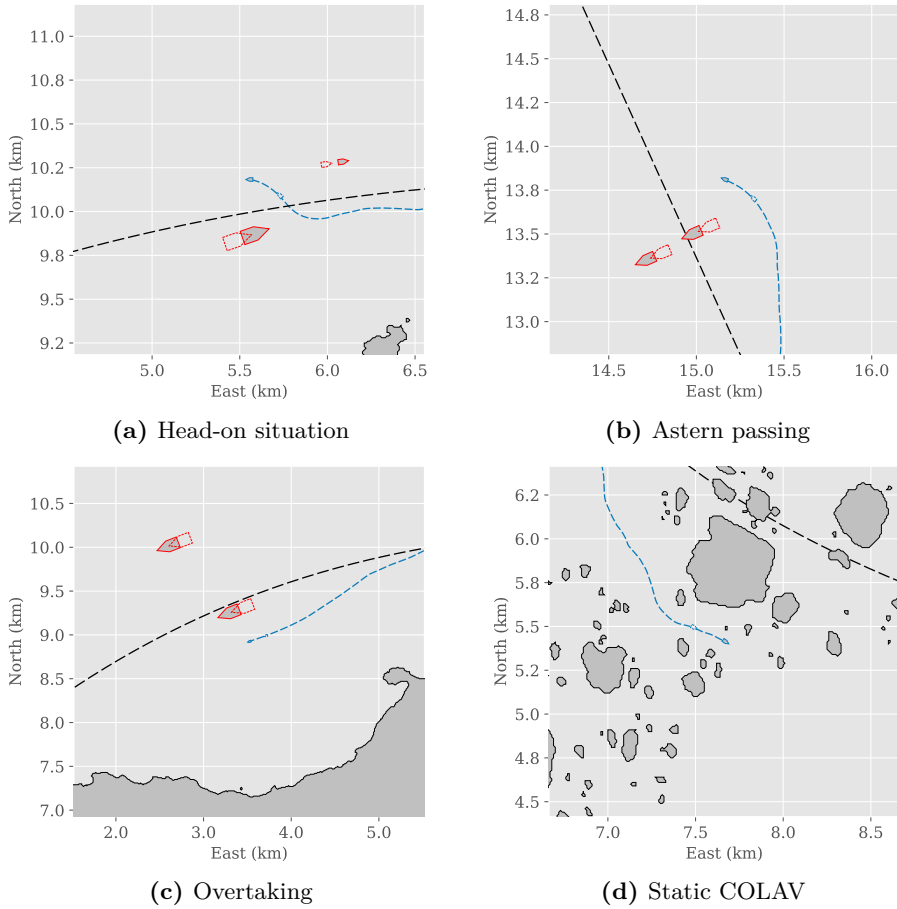 11.0
10.8
10.5
10.2
10.0
9.8
9.5
9.2
North (km)
5.0 5.5 6.0 6.5
East (km)
(a) Head-on situation
14.8
14.5
14.2
14.0
13.8
13.5
13.2
13.0
North (km)
14.5 15.0 15.5 16.0
East (km)
(b) Astern passing
10.5
10.0
9.5
9.0
8.5
8.0
7.5
7.0
North (km)
2.0 3.0 4.0 5.0
East (km)
(c) Overtaking
6.2
6.0
5.8
5.5
5.2
5.0
4.8
4.5
North (km)
7.0 7.5 8.0 8.5
East (km)
(d) Static COLAV